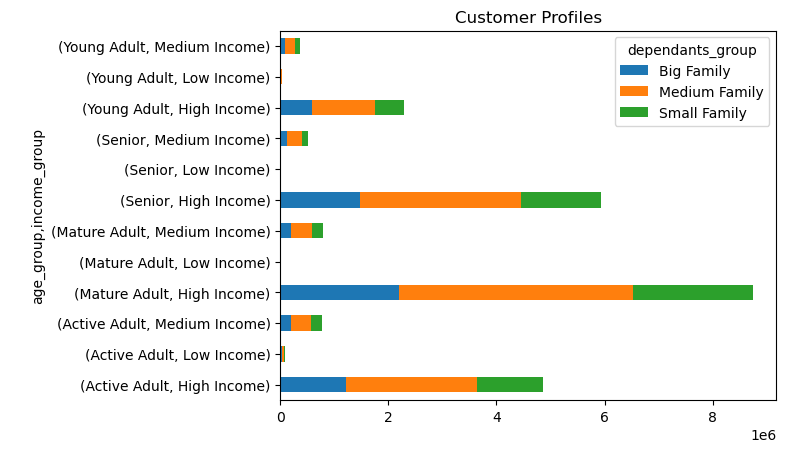 Customer Profiles
dependants_group
Big Family
Medium Family
Small Family
age_group,income_group
(Young Adult, Medium Income)
(Young Adult, Low Income)
(Young Adult, High Income)
(Senior, Medium Income)
(Senior, Low Income)
(Senior, High Income)
(Mature Adult, Medium Income)
(Mature Adult, Low Income)
(Mature Adult, High Income)
(Active Adult, Medium Income)
(Active Adult, Low Income)
(Active Adult, High Income)
0 2 4 6 8
1e6